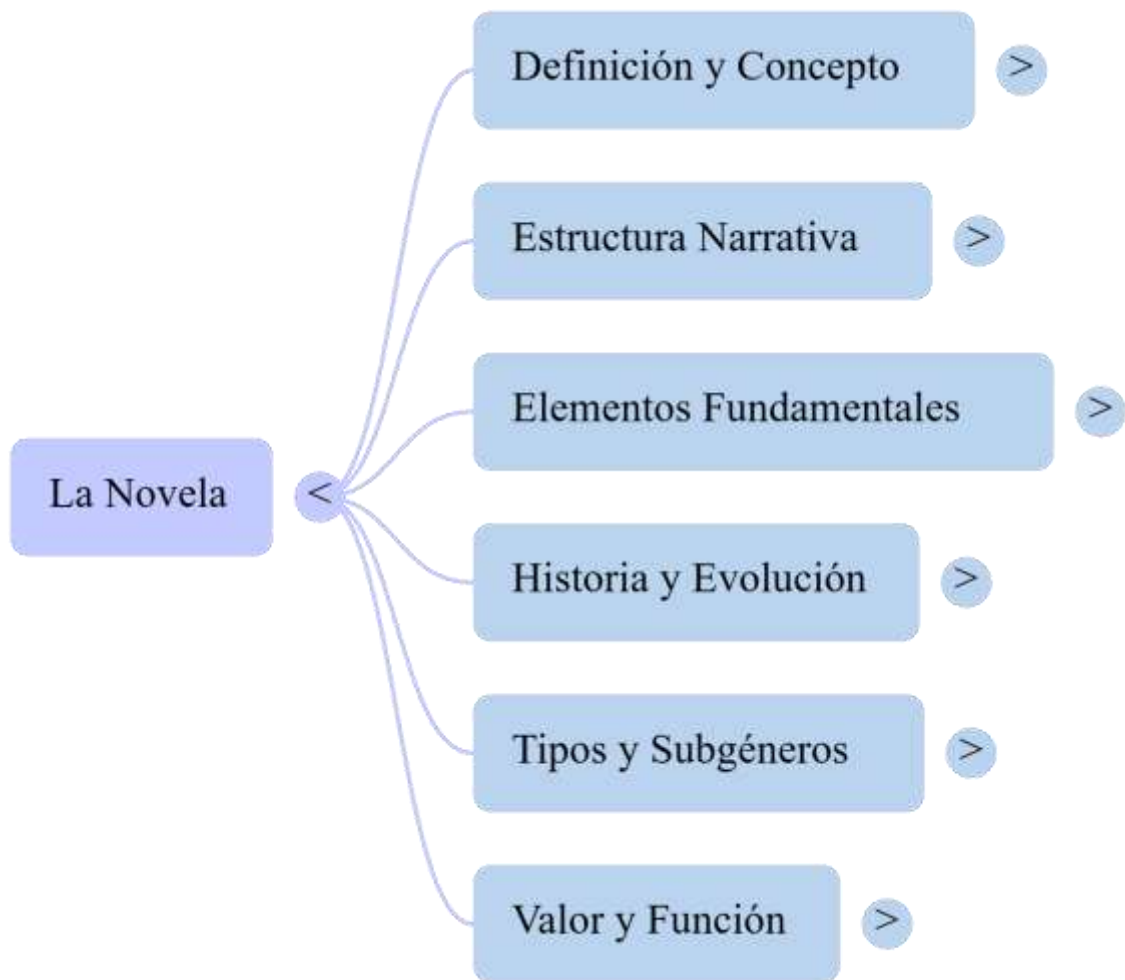 Definición y Concepto >
Estructura Narrativa >
Elementos Fundamentales >
La Novela <
Historia y Evolución >
Tipos y Subgéneros >
Valor y Función >